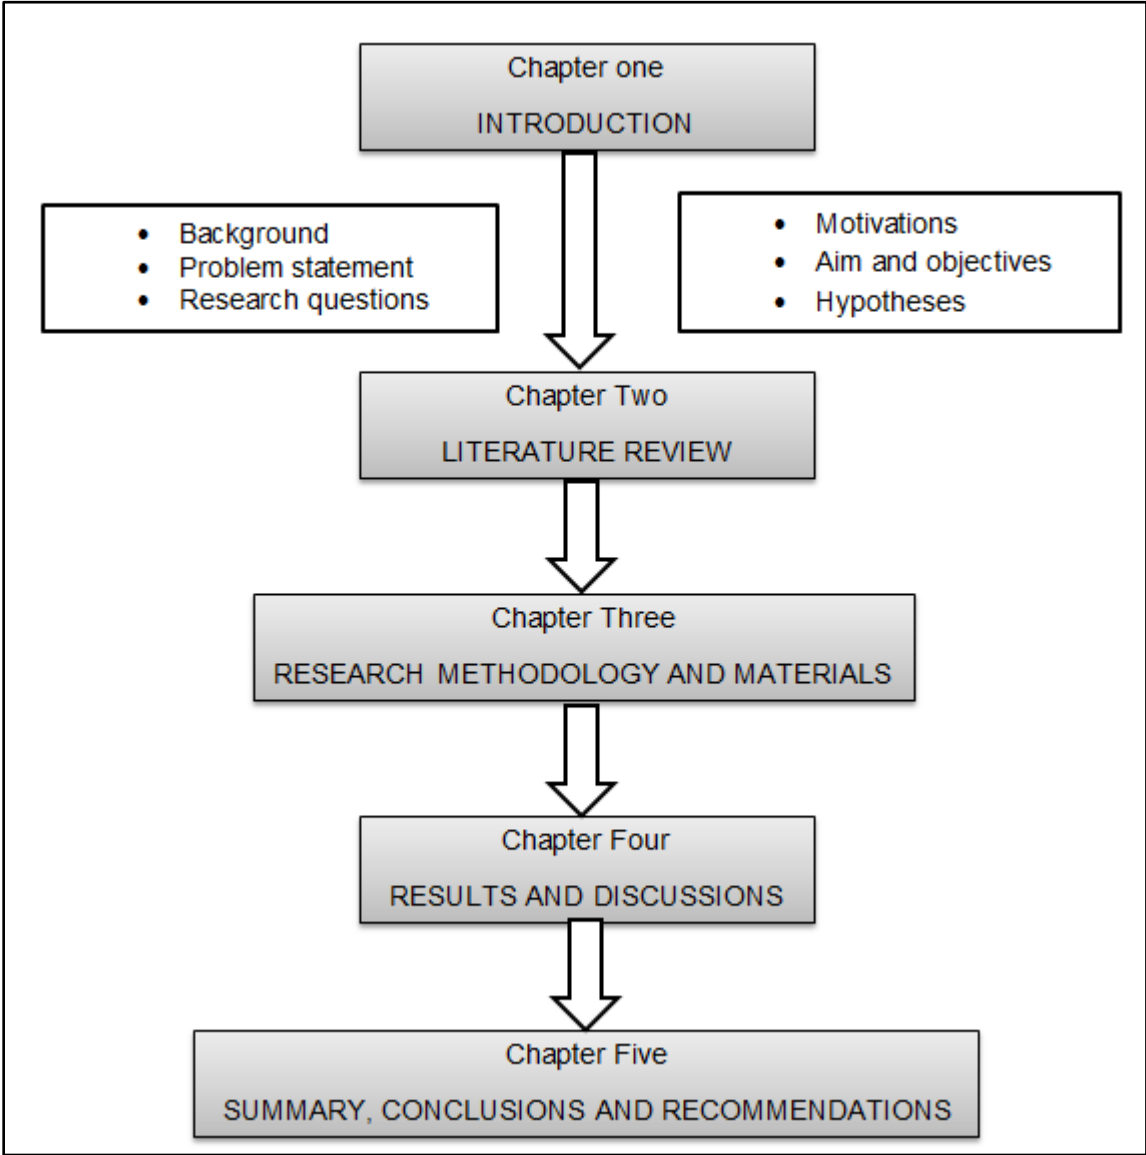 Chapter one
INTRODUCTION
• Background
• Problem statement
• Research questions
• Motivations
• Aim and objectives
• Hypotheses
Chapter Two
LITERATURE REVIEW
Chapter Three
RESEARCH METHODOLOGY AND MATERIALS
Chapter Four
RESULTS AND DISCUSSIONS
Chapter Five
SUMMARY, CONCLUSIONS AND RECOMMENDATIONS